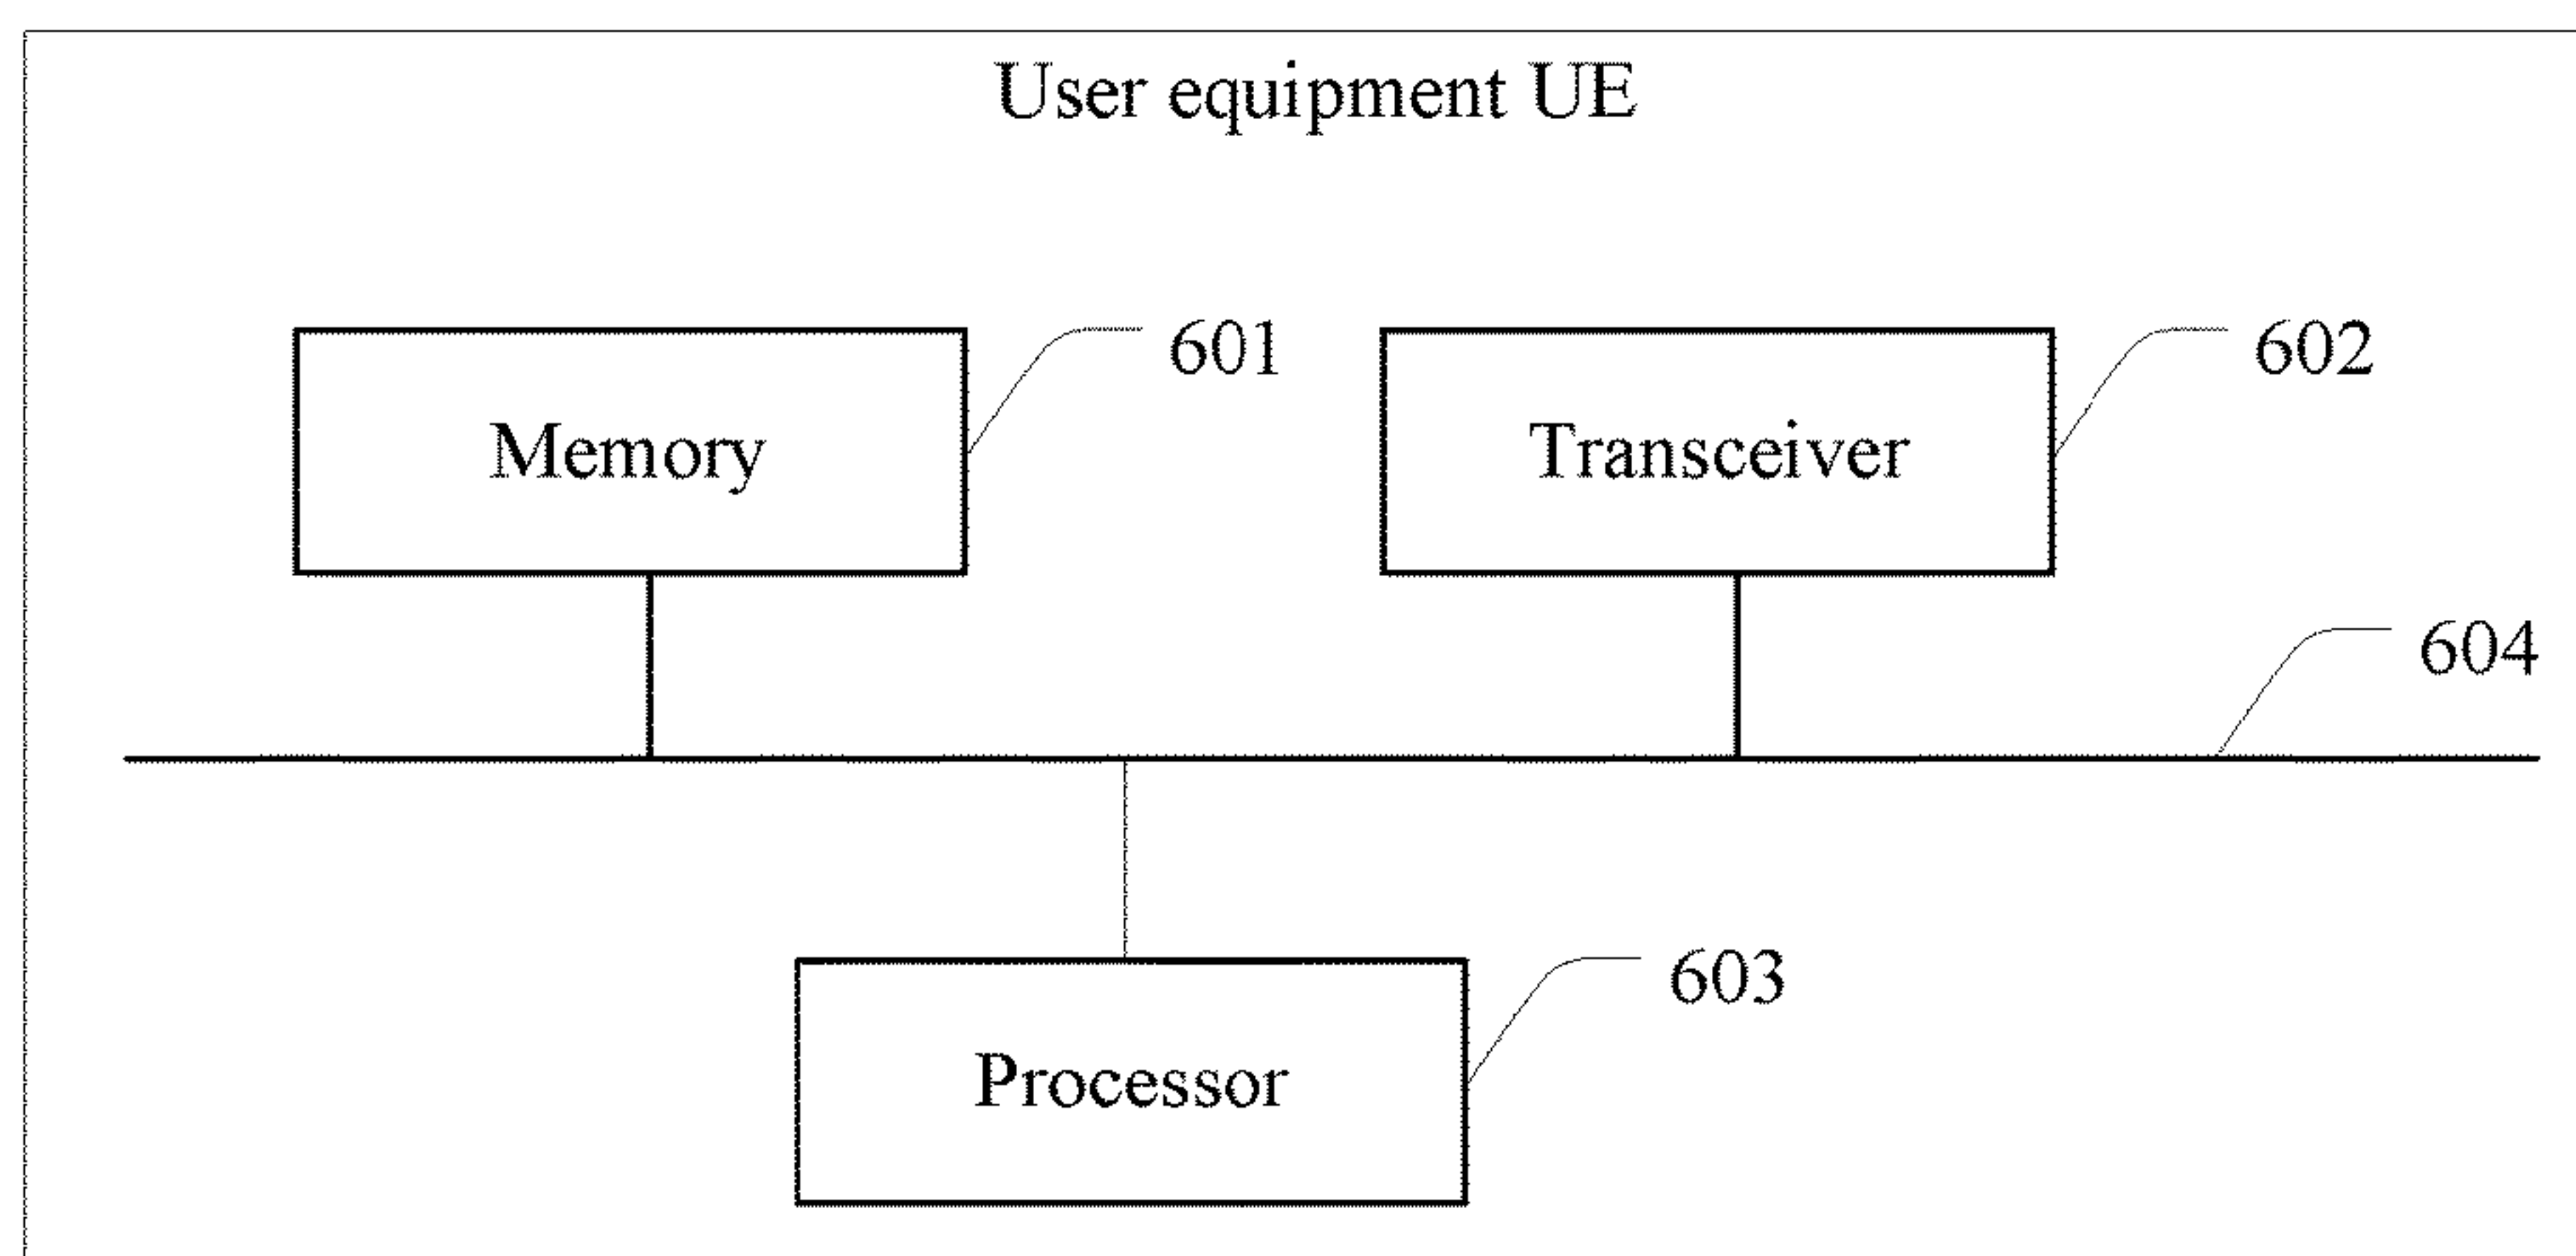 User equipment UE
601
602
Memory
Transceiver
604
603
Processor